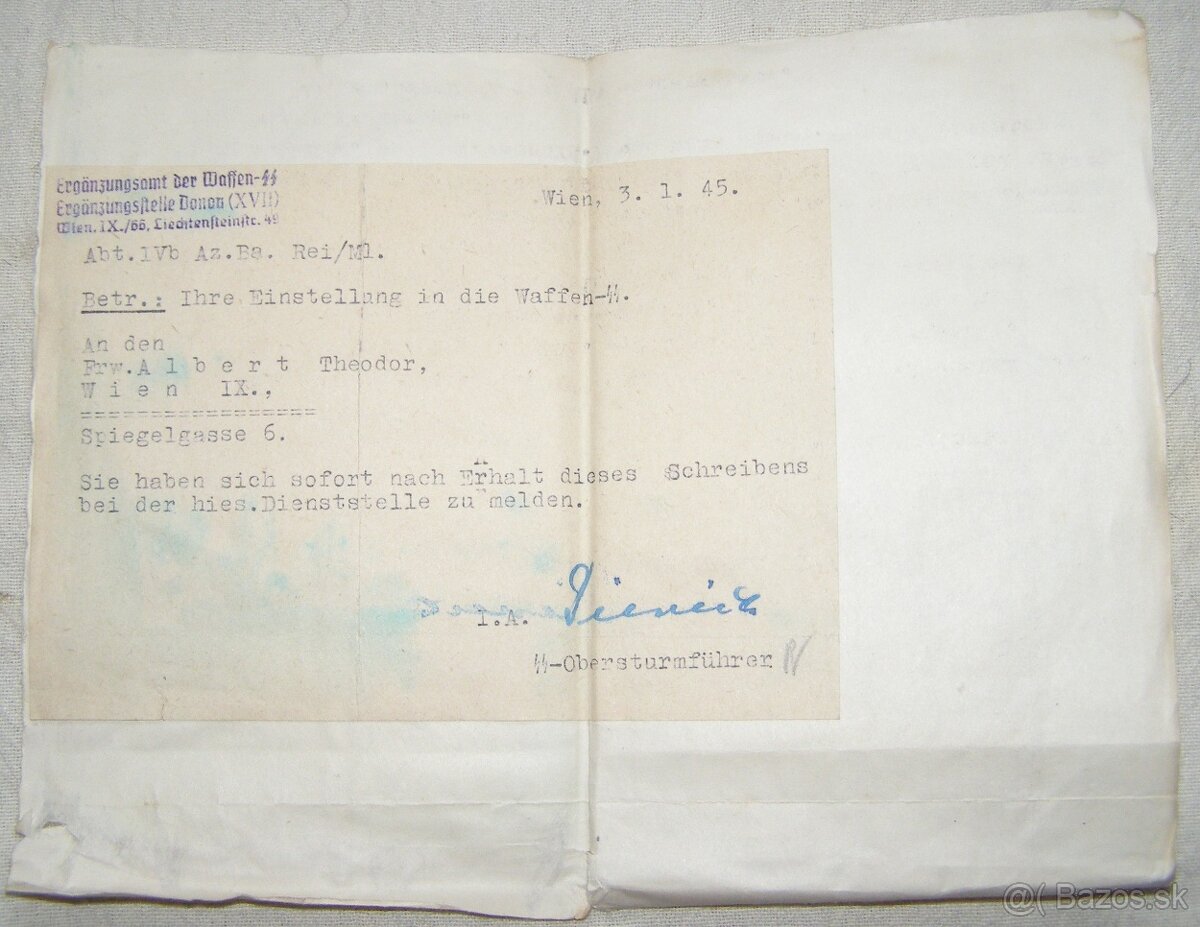 Ergänzungsamt der Waffen-SS
Ergänzungsstelle Donau (XVII)
Wien, IX./66, Liechtensteinstr. 49
Wien, 3. 1. 45.
Abt.IVb Az.Ba. Rei/Ml.
Betr.: Ihre Einstellung in die Waffen-SS.
An den
Frw.A l b e r t Theodor,
W i e n IX.,
=================
Spiegelgasse 6.
Sie haben sich sofort nach Erhalt dieses Schreibens
bei der hies.Dienststelle zu melden.
I.A.
SS-Obersturmführer
@( Bazos.sk